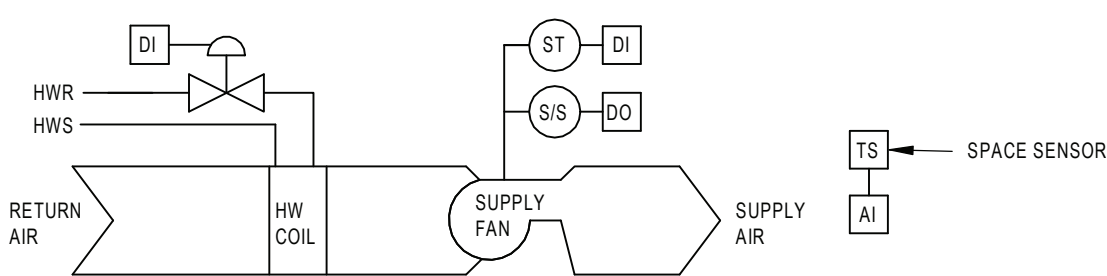 DI
ST
DI
HWR
S/S
DO
HWS
TS
SPACE SENSOR
RETURN
AIR
HW
COIL
SUPPLY
FAN
SUPPLY
AIR
AI